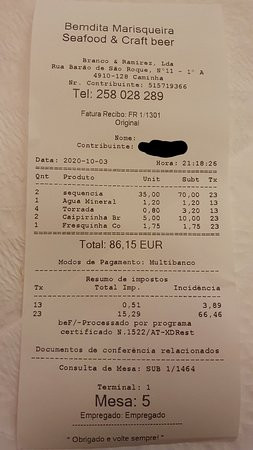 Bemdita Marisqueira
Seafood & Craft beer
Branco & Ramirez, Lda
Rua Barão de São Roque, Nº11 - 1º A
4910-128 Caminha
Nr. Contribuinte: 515719366
Tel: 258 028 289
Fatura Recibo: FR 1/1301
Original
Nome:
Contribuinte:
Data: 2020-10-03 Hora: 21:18:26
Qnt Produto Unit Subt Tx
2 sequencia 35,00 70,00 23
1 Agua Mineral 1,20 1,20 13
4 Torrada 0,80 3,20 13
2 Caipirinha Br 5,00 10,00 23
1 Fresquinha Co 1,75 1,75 23
Total: 86,15 EUR
Modos de Pagamento: Multibanco
Resumo de impostos
Tx Total Imp. Incidência
13 0,51 3,89
23 15,29 66,46
beF/-Processado por programa
certificado N.1522/AT-XDRest
Documentos de conferência relacionados
Consulta de Mesa: SUB 1/1464
Terminal: 1
Mesa: 5
Empregado: Empregado
" Obrigado e volte sempre! "